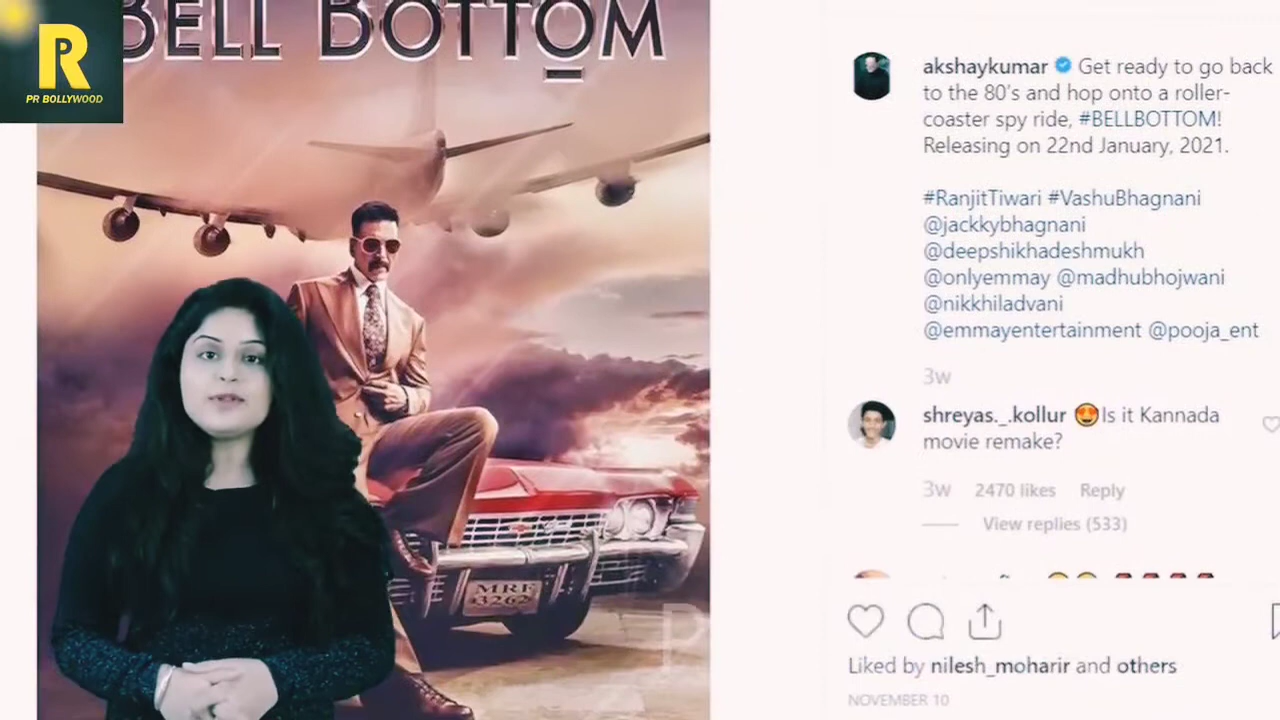 BELL BOTTOM
R
PR BOLLYWOOD
MRF
3262
akshaykumar Get ready to go back
to the 80's and hop onto a roller-
coaster spy ride, #BELLBOTTOM!
Releasing on 22nd January, 2021.
#RanjitTiwari #VashuBhagnani
@jackkybhagnani
@deepshikhadeshmukh
@onlyemmay @madhubhojwani
@nikkhiladvani
@emmayentertainment @pooja_ent
3w
shreyas._.kollur 😍Is it Kannada
movie remake?
3w 2470 likes Reply
View replies (533)
Liked by nilesh_moharir and others
NOVEMBER 10